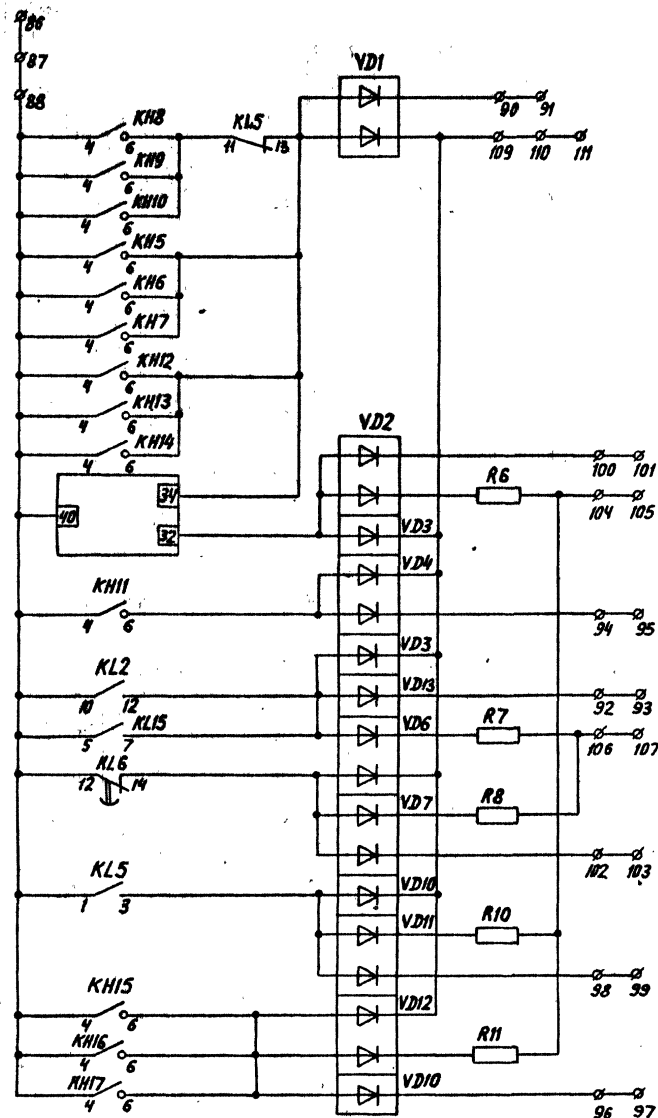 86
87
88
VD1
90 91
KH8 KL5
4 6 11 13 109 110 111
KH9
4 6
KH10
4 6
KH5
4 6
KH6
4 6
KH7
4 6
KH12
4 6
KH13
4 6
KH14 VD2
4 6 100 101
34 R6
40 104 105
32 VD3
VD4
KH11
4 6 94 95
VD3
KL2
10 12 VD13 92 93
KL15 VD6 R7
5 7 106 107
KL6
12 14 VD7 R8
102 103
KL5 VD10
1 3
VD11 R10
98 99
KH15
4 6 VD12
KH16 R11
4 6
KH17 VD10
4 6 96 97